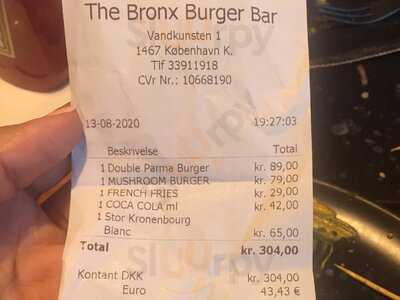 The Bronx Burger Bar
Vandkunsten 1
1467 København K.
Tlf 33911918
CVr Nr.: 10668190
13-08-2020 19:27:03
Beskrivelse Total
1 Double Parma Burger kr. 89,00
1 MUSHROOM BURGER kr. 79,00
1 FRENCH FRIES kr. 29,00
1 COCA COLA ml kr. 42,00
1 Stor Kronenbourg
Blanc kr. 65,00
Total kr. 304,00
Kontant DKK kr. 304,00
Euro 43,43 €
Sluurpy
Sluurpy
Sluurpy